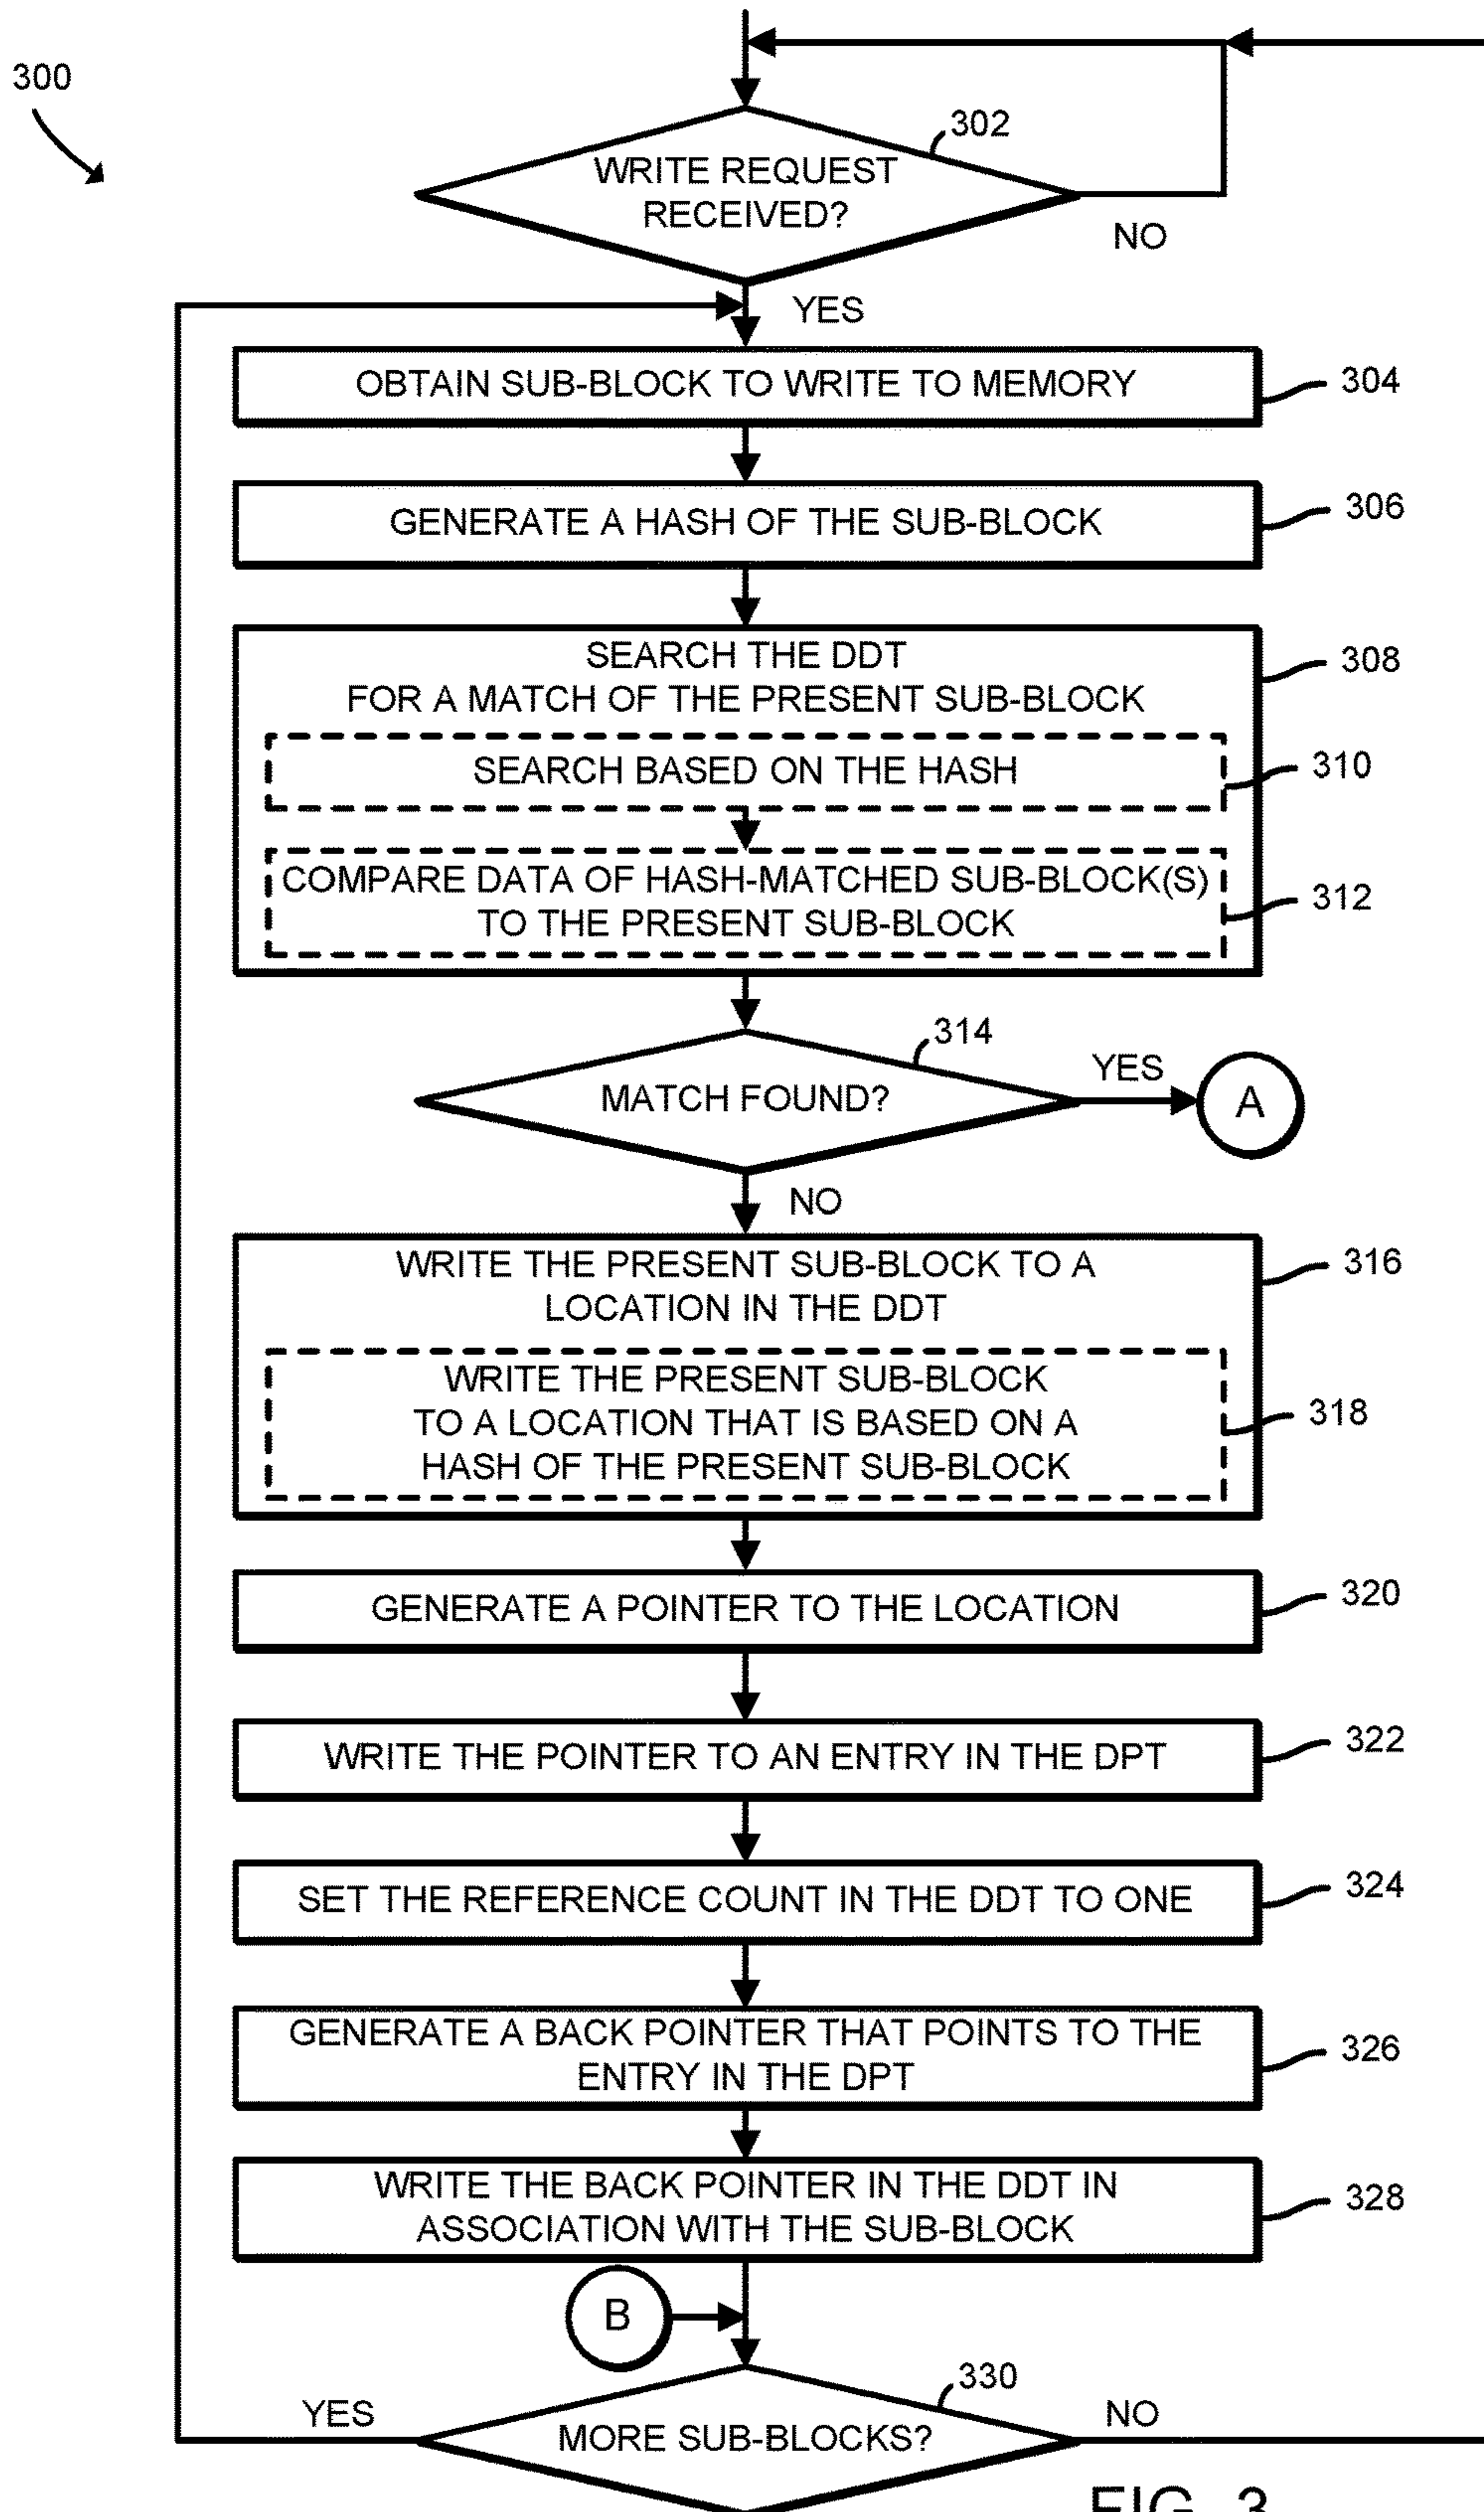 300
302
WRITE REQUEST
RECEIVED?
NO
YES
OBTAIN SUB-BLOCK TO WRITE TO MEMORY
304
GENERATE A HASH OF THE SUB-BLOCK
306
SEARCH THE DDT
FOR A MATCH OF THE PRESENT SUB-BLOCK
308
SEARCH BASED ON THE HASH
310
COMPARE DATA OF HASH-MATCHED SUB-BLOCK(S)
TO THE PRESENT SUB-BLOCK
312
314
MATCH FOUND?
YES
A
NO
WRITE THE PRESENT SUB-BLOCK TO A
LOCATION IN THE DDT
316
WRITE THE PRESENT SUB-BLOCK
TO A LOCATION THAT IS BASED ON A
HASH OF THE PRESENT SUB-BLOCK
318
GENERATE A POINTER TO THE LOCATION
320
WRITE THE POINTER TO AN ENTRY IN THE DPT
322
SET THE REFERENCE COUNT IN THE DDT TO ONE
324
GENERATE A BACK POINTER THAT POINTS TO THE
ENTRY IN THE DPT
326
WRITE THE BACK POINTER IN THE DDT IN
ASSOCIATION WITH THE SUB-BLOCK
328
B
330
YES
MORE SUB-BLOCKS?
NO
FIG. 3